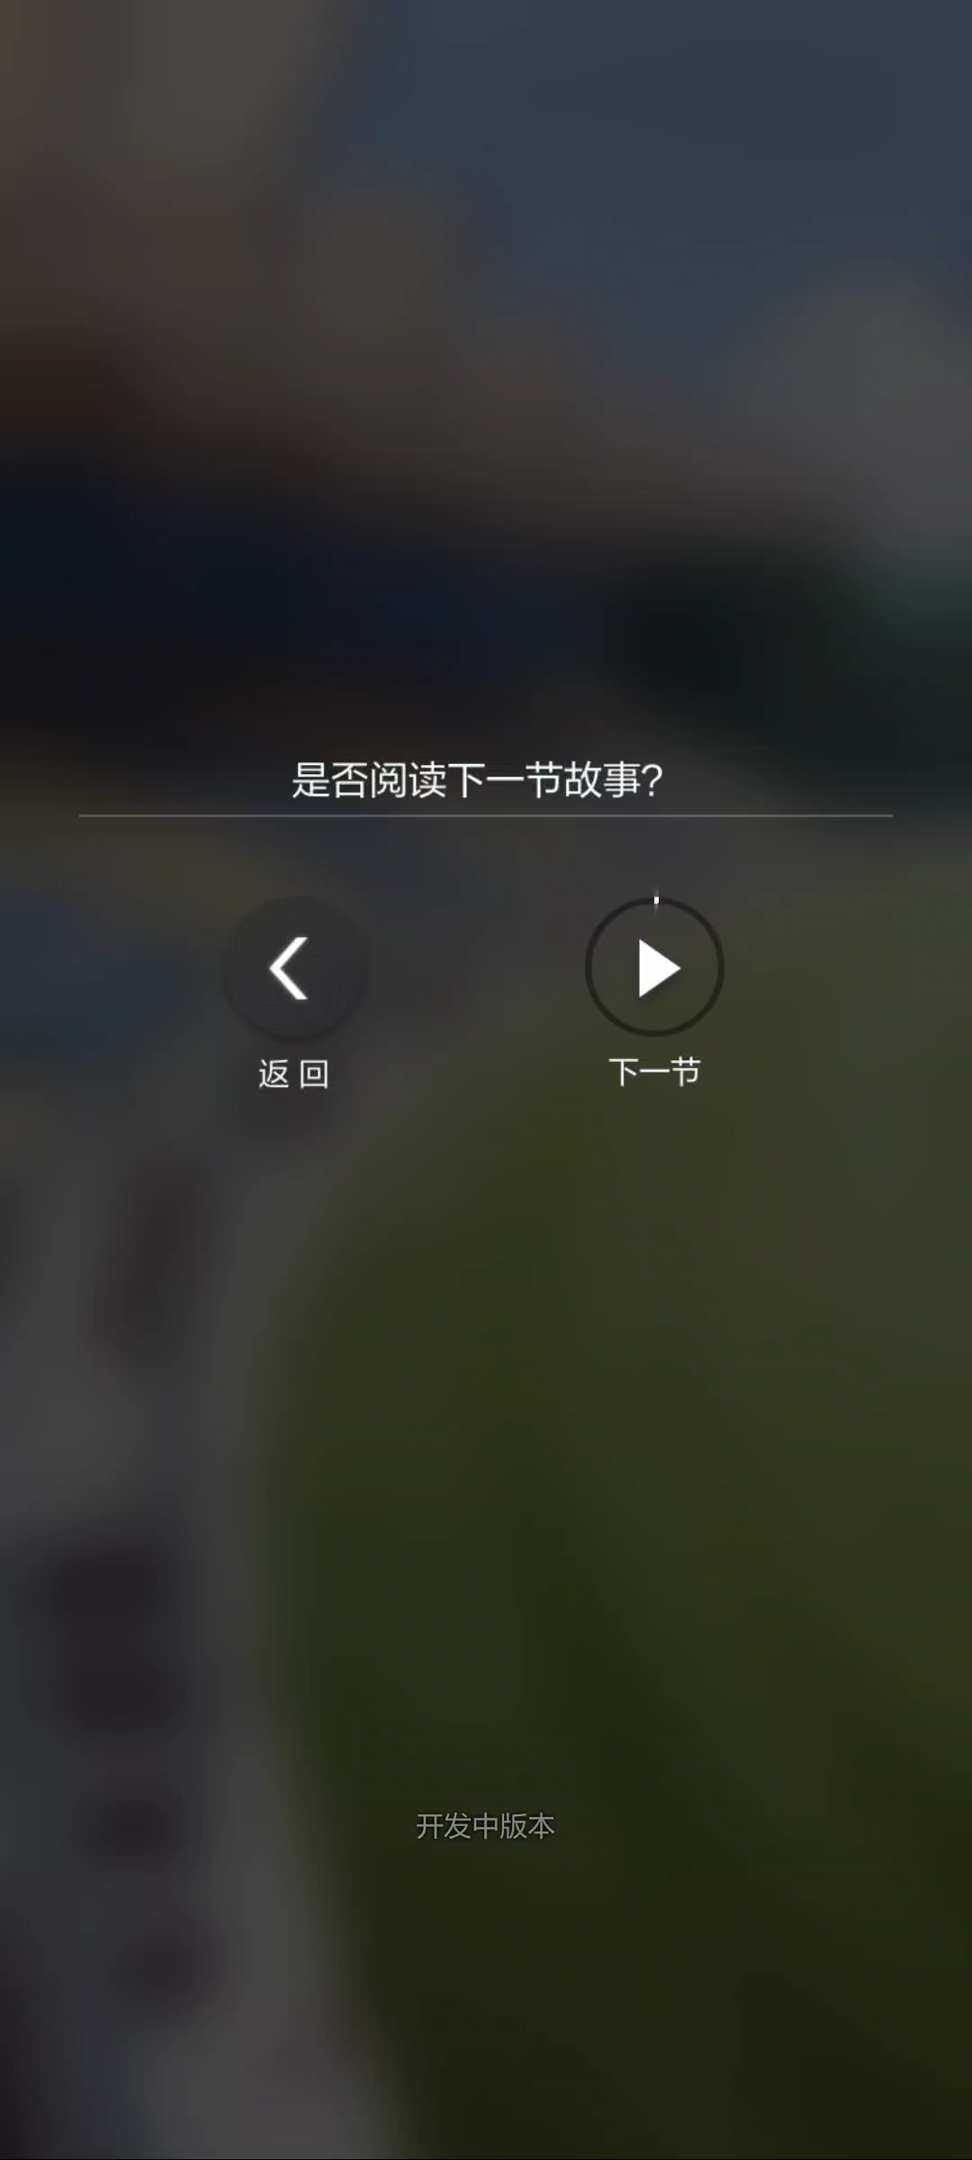 是否阅读下一节故事?
返 回
下一节
开发中版本